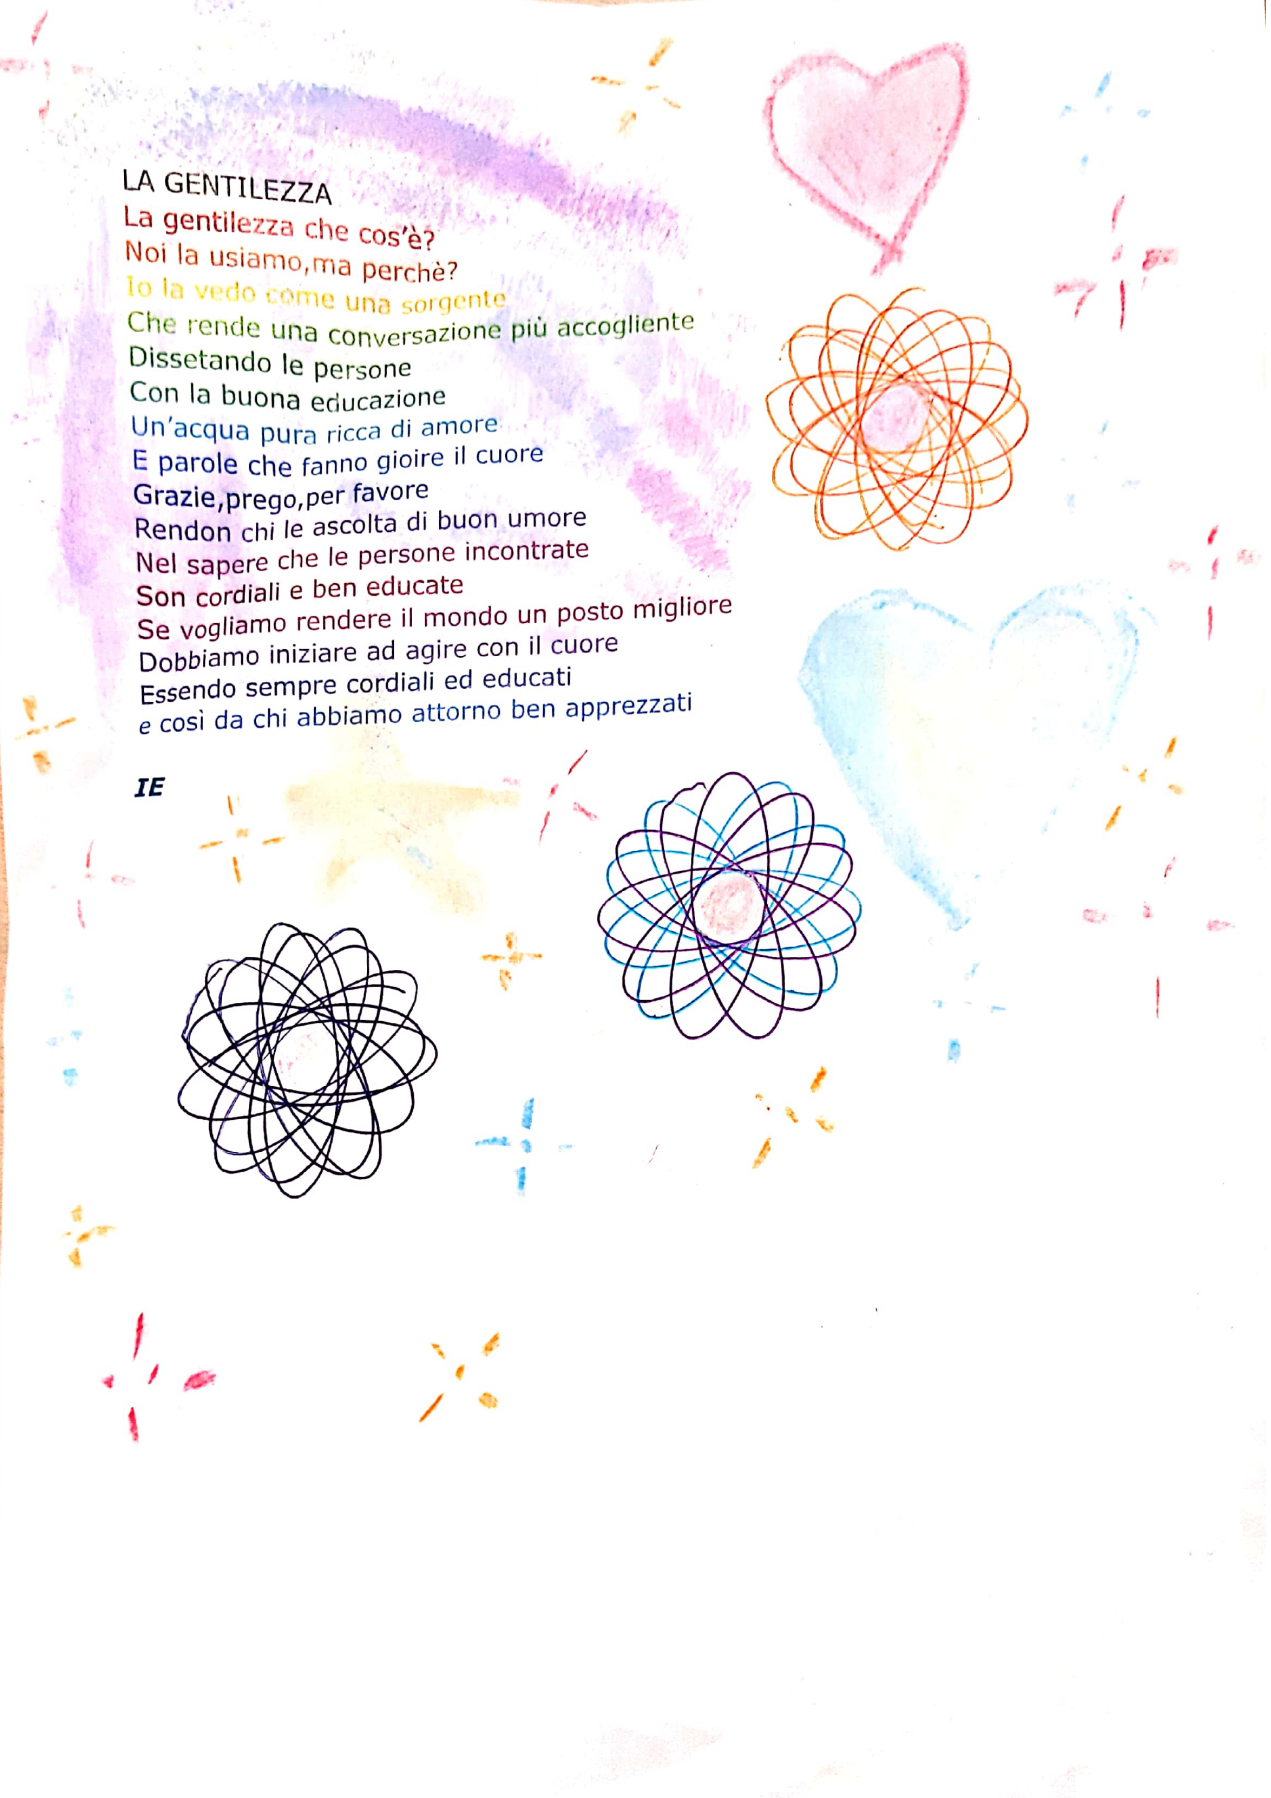 LA GENTILEZZA
La gentilezza che cos'è?
Noi la usiamo,ma perchè?
Io la vedo come una sorgente
Che rende una conversazione più accogliente
Dissetando le persone
Con la buona educazione
Un'acqua pura ricca di amore
E parole che fanno gioire il cuore
Grazie,prego,per favore
Rendon chi le ascolta di buon umore
Nel sapere che le persone incontrate
Son cordiali e ben educate
Se vogliamo rendere il mondo un posto migliore
Dobbiamo iniziare ad agire con il cuore
Essendo sempre cordiali ed educati
e così da chi abbiamo attorno ben apprezzati
IE